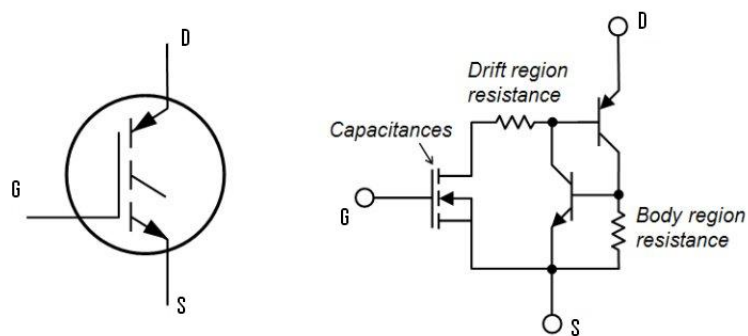 D
G
S
D
Drift region
resistance
Capacitances
G
Body region
resistance
S